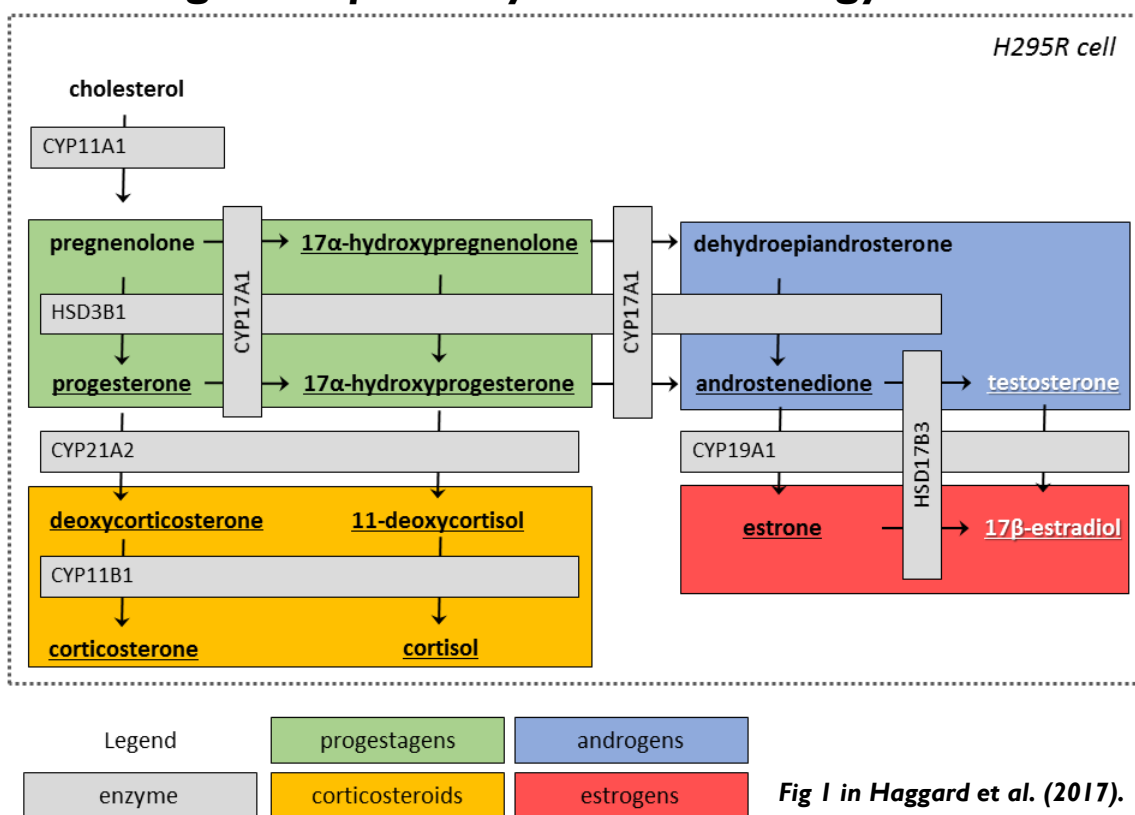 H295R cell
cholesterol
CYP11A1
pregnenolone
17α-hydroxypregnenolone
dehydroepiandrosterone
CYP17A1
CYP17A1
HSD3B1
progesterone
17α-hydroxyprogesterone
androstenedione
testosterone
CYP21A2
CYP19A1
HSD17B3
deoxycorticosterone
11-deoxycortisol
estrone
17β-estradiol
CYP11B1
corticosterone
cortisol
Legend
progestagens
androgens
enzyme
corticosteroids
estrogens
Fig 1 in Haggard et al. (2017).